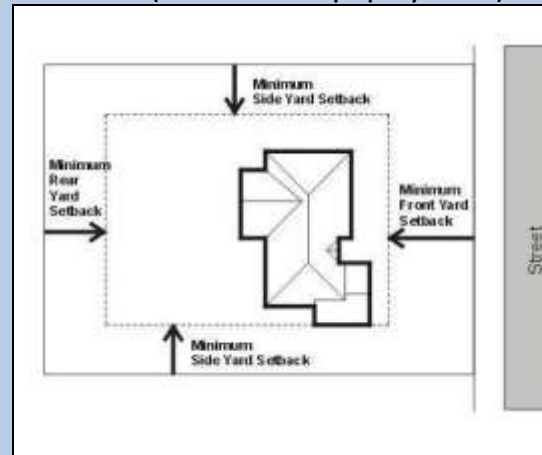 Minimum
Side Yard Setback
Minimum
Rear
Yard
Setback
Minimum
Front Yard
Setback
Street
Minimum
Side Yard Setback